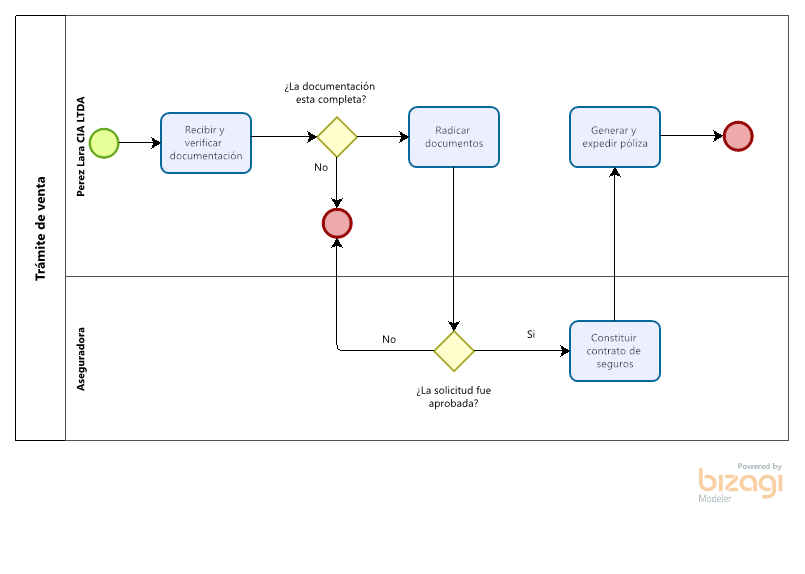 Trámite de venta
Perez Lara CIA LTDA
Recibir y
verificar
documentación
¿La documentación
esta completa?
No
Radicar
documentos
Generar y
expedir póliza
Aseguradora
No
¿La solicitud fue
aprobada?
Si
Constituir
contrato de
seguros
Powered by
bizagi
Modeler